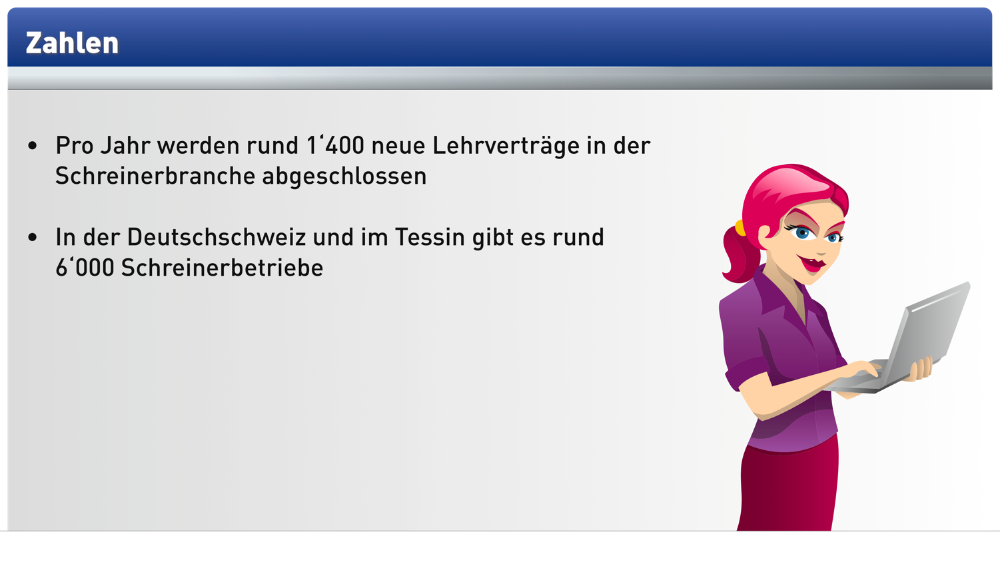 Zahlen
• Pro Jahr werden rund 1‘400 neue Lehrverträge in der
Schreinerbranche abgeschlossen
• In der Deutschschweiz und im Tessin gibt es rund
6‘000 Schreinerbetriebe